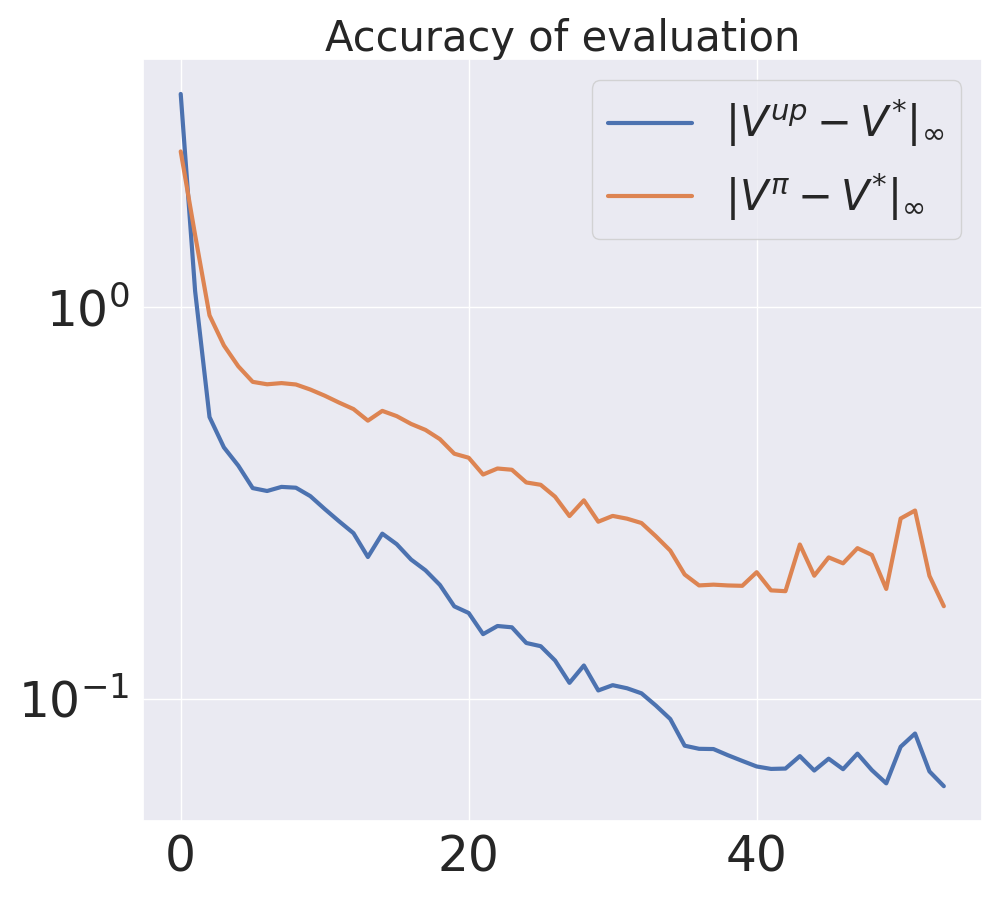 Accuracy of evaluation
|V^{up} − V^*|_∞
|V^π − V^*|_∞
10^0
10^{−1}
0 20 40